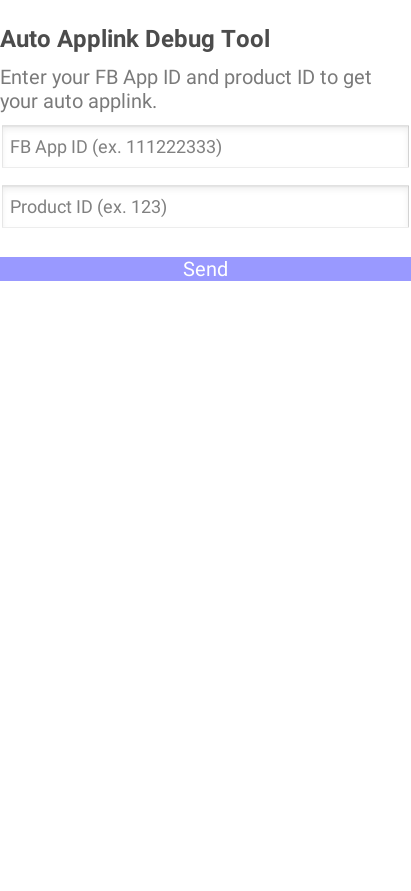 Auto Applink Debug Tool
Enter your FB App ID and product ID to get
your auto applink.
FB App ID (ex. 111222333)
Product ID (ex. 123)
Send